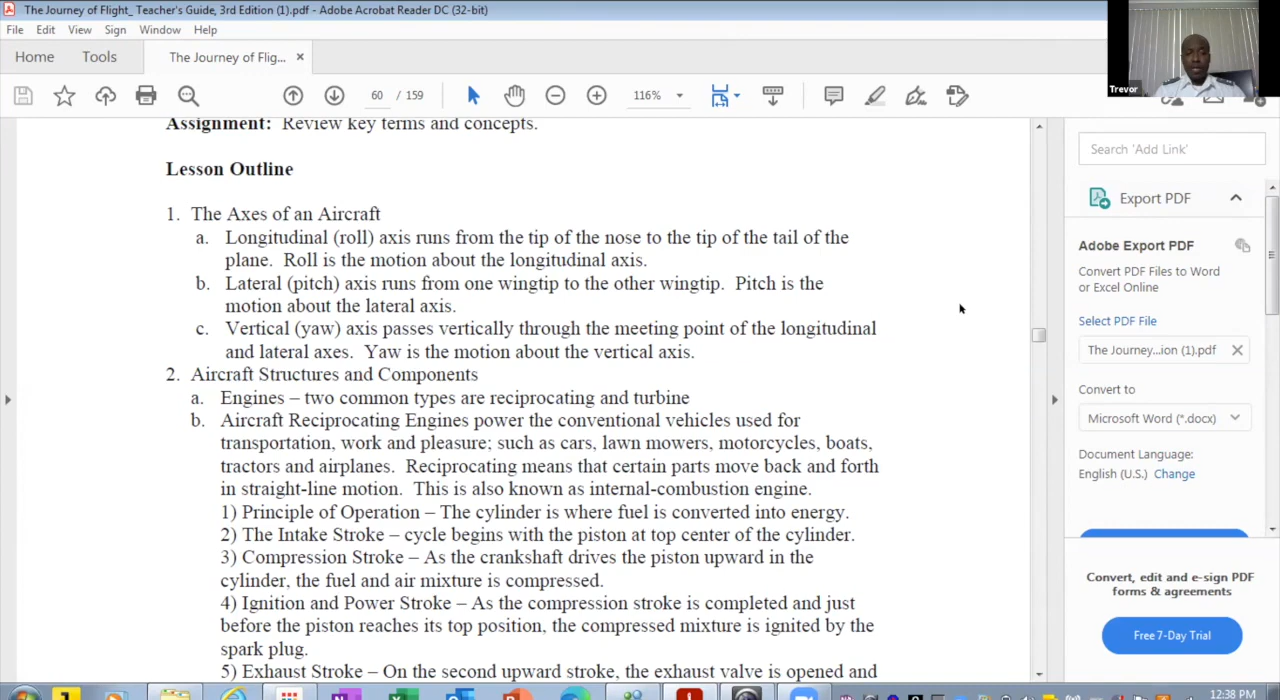 The Journey of Flight_ Teacher's Guide, 3rd Edition (1).pdf - Adobe Acrobat Reader DC (32-bit)
File Edit View Sign Window Help
Home Tools The Journey of Flig... ×
60 / 159 116%
Trevor
Assignment: Review key terms and concepts.
Lesson Outline
1. The Axes of an Aircraft
a. Longitudinal (roll) axis runs from the tip of the nose to the tip of the tail of the
plane. Roll is the motion about the longitudinal axis.
b. Lateral (pitch) axis runs from one wingtip to the other wingtip. Pitch is the
motion about the lateral axis.
c. Vertical (yaw) axis passes vertically through the meeting point of the longitudinal
and lateral axes. Yaw is the motion about the vertical axis.
2. Aircraft Structures and Components
a. Engines – two common types are reciprocating and turbine
b. Aircraft Reciprocating Engines power the conventional vehicles used for
transportation, work and pleasure; such as cars, lawn mowers, motorcycles, boats,
tractors and airplanes. Reciprocating means that certain parts move back and forth
in straight-line motion. This is also known as internal-combustion engine.
1) Principle of Operation – The cylinder is where fuel is converted into energy.
2) The Intake Stroke – cycle begins with the piston at top center of the cylinder.
3) Compression Stroke – As the crankshaft drives the piston upward in the
cylinder, the fuel and air mixture is compressed.
4) Ignition and Power Stroke – As the compression stroke is completed and just
before the piston reaches its top position, the compressed mixture is ignited by the
spark plug.
5) Exhaust Stroke – On the second upward stroke, the exhaust valve is opened and
Search 'Add Link'
Export PDF
Adobe Export PDF
Convert PDF Files to Word
or Excel Online
Select PDF File
The Journey...ion (1).pdf ×
Convert to
Microsoft Word (*.docx)
Document Language:
English (U.S.) Change
Convert, edit and e-sign PDF
forms & agreements
Free 7-Day Trial
12:38 PM